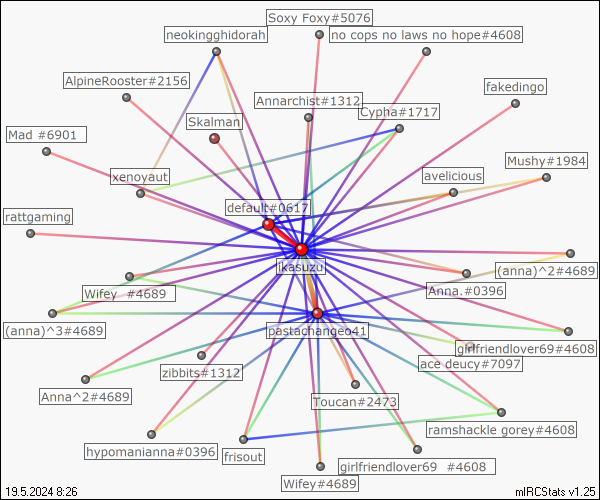 Soxy Foxy#5076
neokingghidorah
no cops no laws no hope#4608
AlpineRooster#2156
fakedingo
Annarchist#1312
Cypha#1717
Skalman
Mad #6901
Mushy#1984
xenoyaut
avelicious
default#0617
rattgaming
ikasuzu
(anna)^2#4689
Anna.#0396
Wifey #4689
(anna)^3#4689
pastachangeo41
girlfriendlover69#4608
ace deucy#7097
zibbits#1312
Anna^2#4689
Toucan#2473
ramshackle gorey#4608
hypomanianna#0396
frisout
girlfriendlover69 #4608
Wifey#4689
19.5.2024 8:26
mIRCStats v1.25